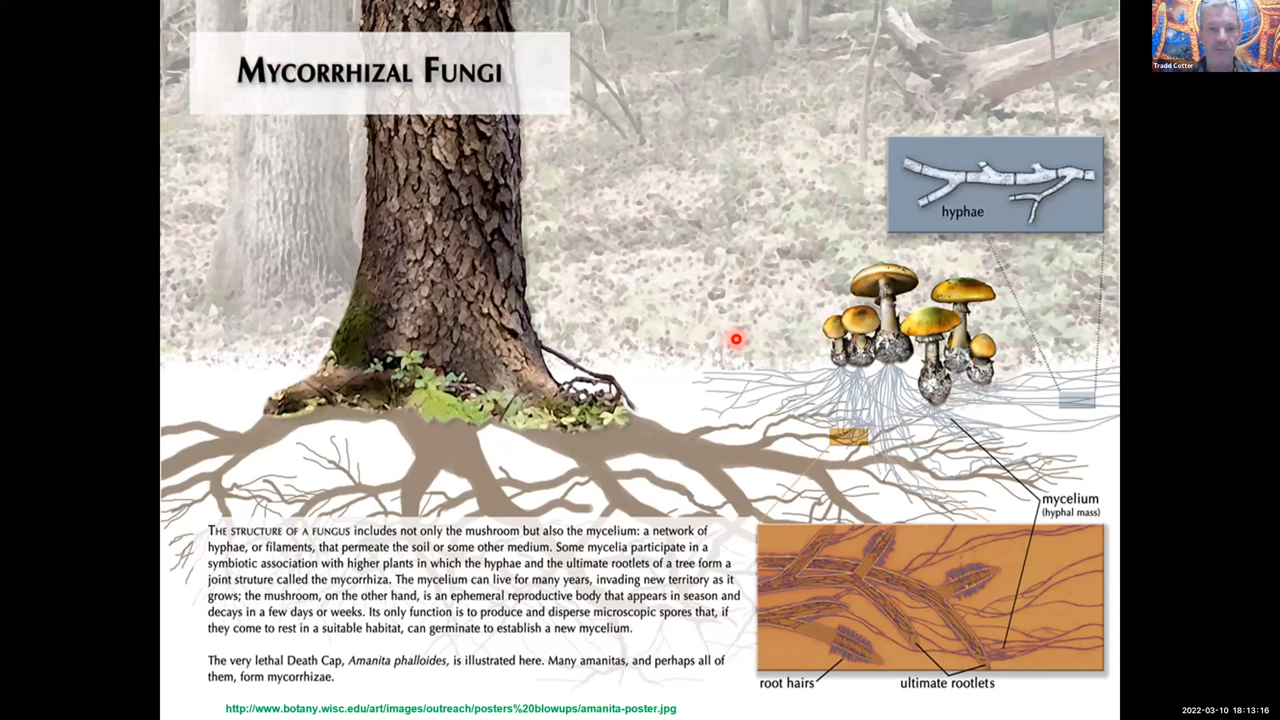 MYCORRHIZAL FUNGI
Tradd Cotter
hyphae
mycelium
(hyphal mass)
THE STRUCTURE OF A FUNGUS includes not only the mushroom but also the mycelium: a network of
hyphae, or filaments, that permeate the soil or some other medium. Some mycelia participate in a
symbiotic association with higher plants in which the hyphae and the ultimate rootlets of a tree form a
joint struture called the mycorrhiza. The mycelium can live for many years, invading new territory as it
grows; the mushroom, on the other hand, is an ephemeral reproductive body that appears in season and
decays in a few days or weeks. Its only function is to produce and disperse microscopic spores that, if
they come to rest in a suitable habitat, can germinate to establish a new mycelium.
The very lethal Death Cap, Amanita phalloides, is illustrated here. Many amanitas, and perhaps all of
them, form mycorrhizae.
root hairs
ultimate rootlets
http://www.botany.wisc.edu/art/images/outreach/posters%20blowups/amanita-poster.jpg
2022-03-10 18:13:16